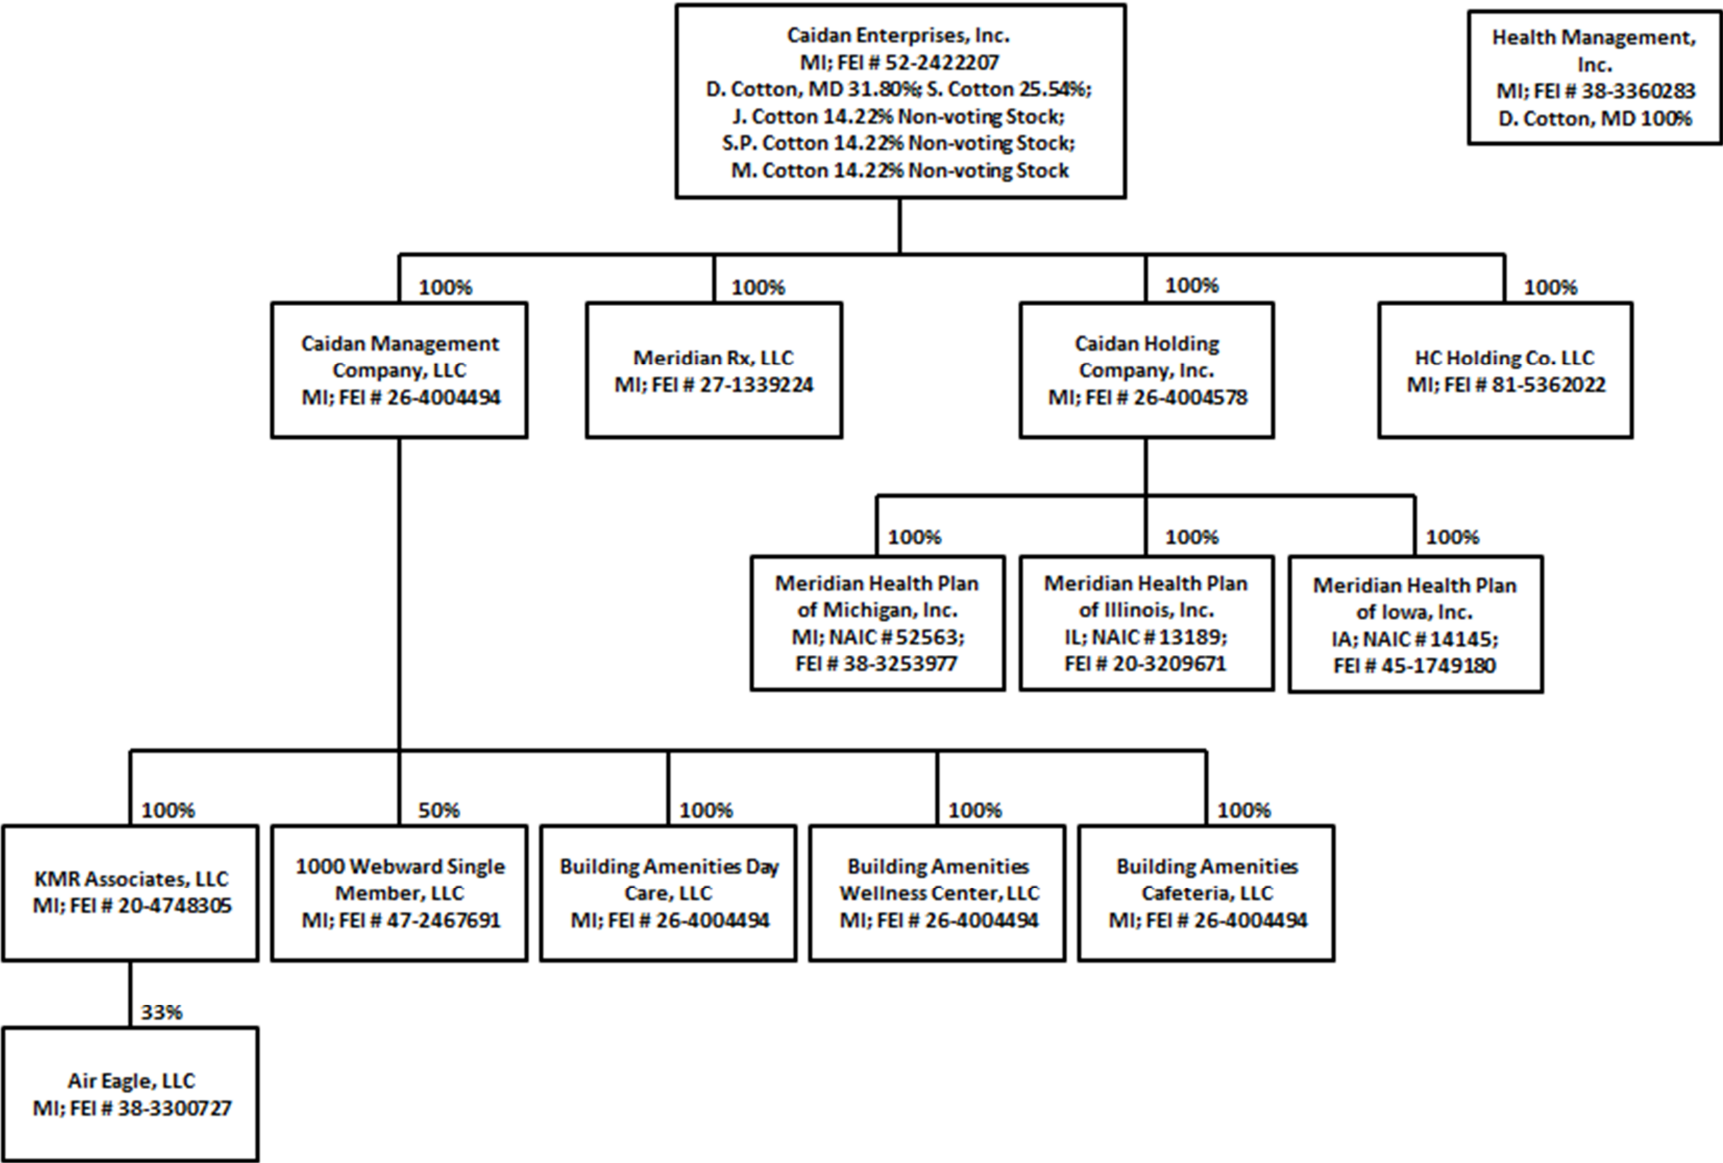 Caidan Enterprises, Inc.
MI; FEI # 52-2422207
D. Cotton, MD 31.80%; S. Cotton 25.54%;
J. Cotton 14.22% Non-voting Stock;
S.P. Cotton 14.22% Non-voting Stock;
M. Cotton 14.22% Non-voting Stock
Health Management,
Inc.
MI; FEI # 38-3360283
D. Cotton, MD 100%
100%
Caidan Management
Company, LLC
MI; FEI # 26-4004494
100%
Meridian Rx, LLC
MI; FEI # 27-1339224
100%
Caidan Holding
Company, Inc.
MI; FEI # 26-4004578
100%
HC Holding Co. LLC
MI; FEI # 81-5362022
100%
Meridian Health Plan
of Michigan, Inc.
MI; NAIC # 52563;
FEI # 38-3253977
100%
Meridian Health Plan
of Illinois, Inc.
IL; NAIC # 13189;
FEI # 20-3209671
100%
Meridian Health Plan
of Iowa, Inc.
IA; NAIC # 14145;
FEI # 45-1749180
100%
KMR Associates, LLC
MI; FEI # 20-4748305
50%
1000 Webward Single
Member, LLC
MI; FEI # 47-2467691
100%
Building Amenities Day
Care, LLC
MI; FEI # 26-4004494
100%
Building Amenities
Wellness Center, LLC
MI; FEI # 26-4004494
100%
Building Amenities
Cafeteria, LLC
MI; FEI # 26-4004494
33%
Air Eagle, LLC
MI; FEI # 38-3300727